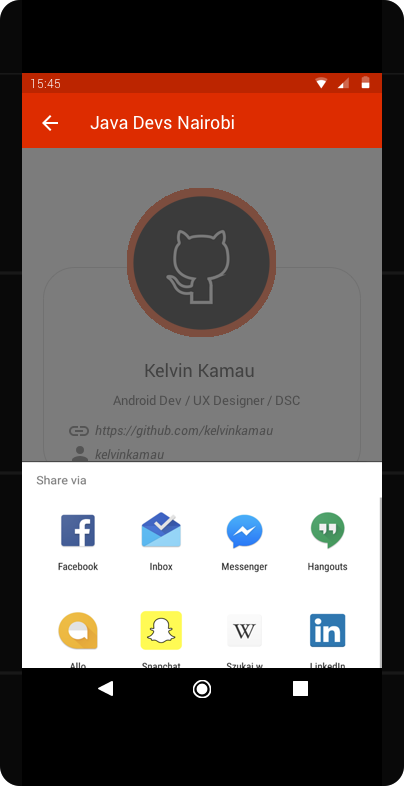 15:45
Java Devs Nairobi
Kelvin Kamau
Android Dev / UX Designer / DSC
https://github.com/kelvinkamau
kelvinkamau
Share via
Facebook Inbox Messenger Hangouts
Allo Snapchat Szukaj w LinkedIn